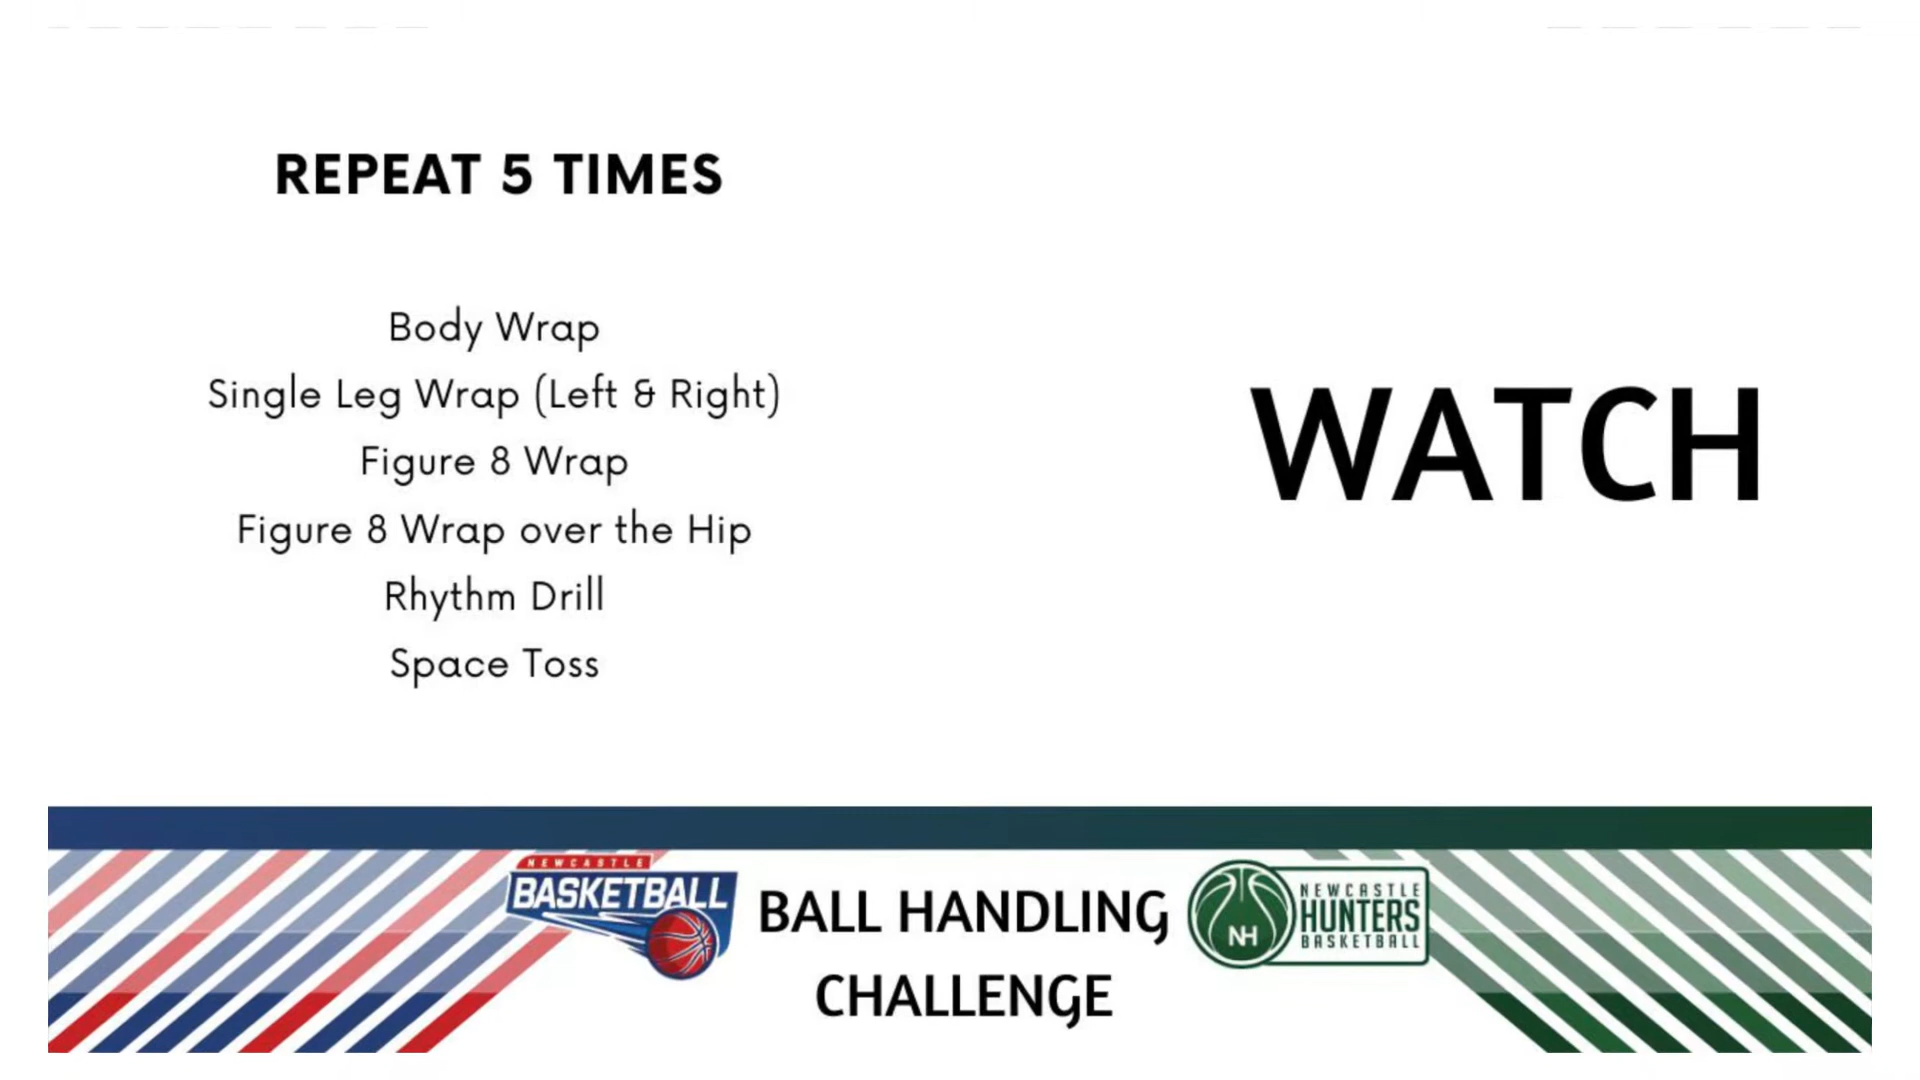 REPEAT 5 TIMES
Body Wrap
Single Leg Wrap (Left & Right)
Figure 8 Wrap
Figure 8 Wrap over the Hip
Rhythm Drill
Space Toss
WATCH
NEWCASTLE
BASKETBALL
BALL HANDLING
CHALLENGE
NH
NEWCASTLE
HUNTERS
BASKETBALL